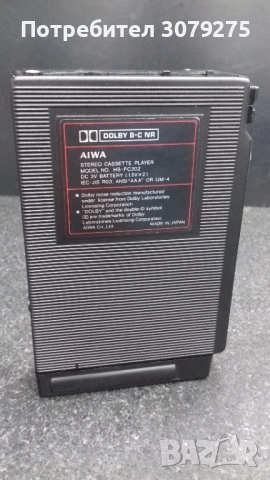 Потребител 3079275
DOLBY B-C NR
AIWA
STEREO CASSETTE PLAYER
MODEL NO. HS-PC202
DC 3V BATTERY (1.5V×2)
IEC-JIS R03, ANSI "AAA" OR UM-4
● Dolby noise reduction manufactured
under license from Dolby Laboratories
Licensing Corporation.
● "DOLBY" and the double-D symbol
are trademarks of Dolby
Laboratories Licensing Corporation.
AIWA Co., Ltd. MADE IN JAPAN
BAZAR
.bg